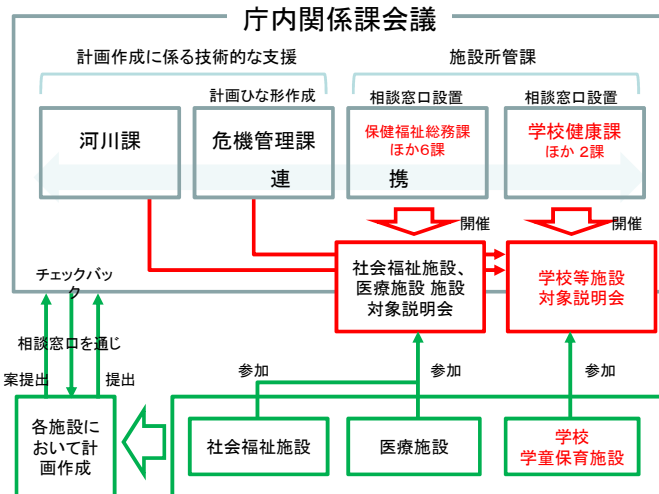 庁内関係課会議
計画作成に係る技術的な支援
施設所管課
計画ひな形作成
相談窓口設置
相談窓口設置
河川課
危機管理課
保健福祉総務課
ほか6課
学校健康課
ほか 2課
連 携
開催
開催
社会福祉施設、
医療施設 施設
対象説明会
学校等施設
対象説明会
チェックバッ
ク
相談窓口を通じ
案提出
提出
参加
参加
参加
各施設に
おいて計
画作成
社会福祉施設
医療施設
学校
学童保育施設